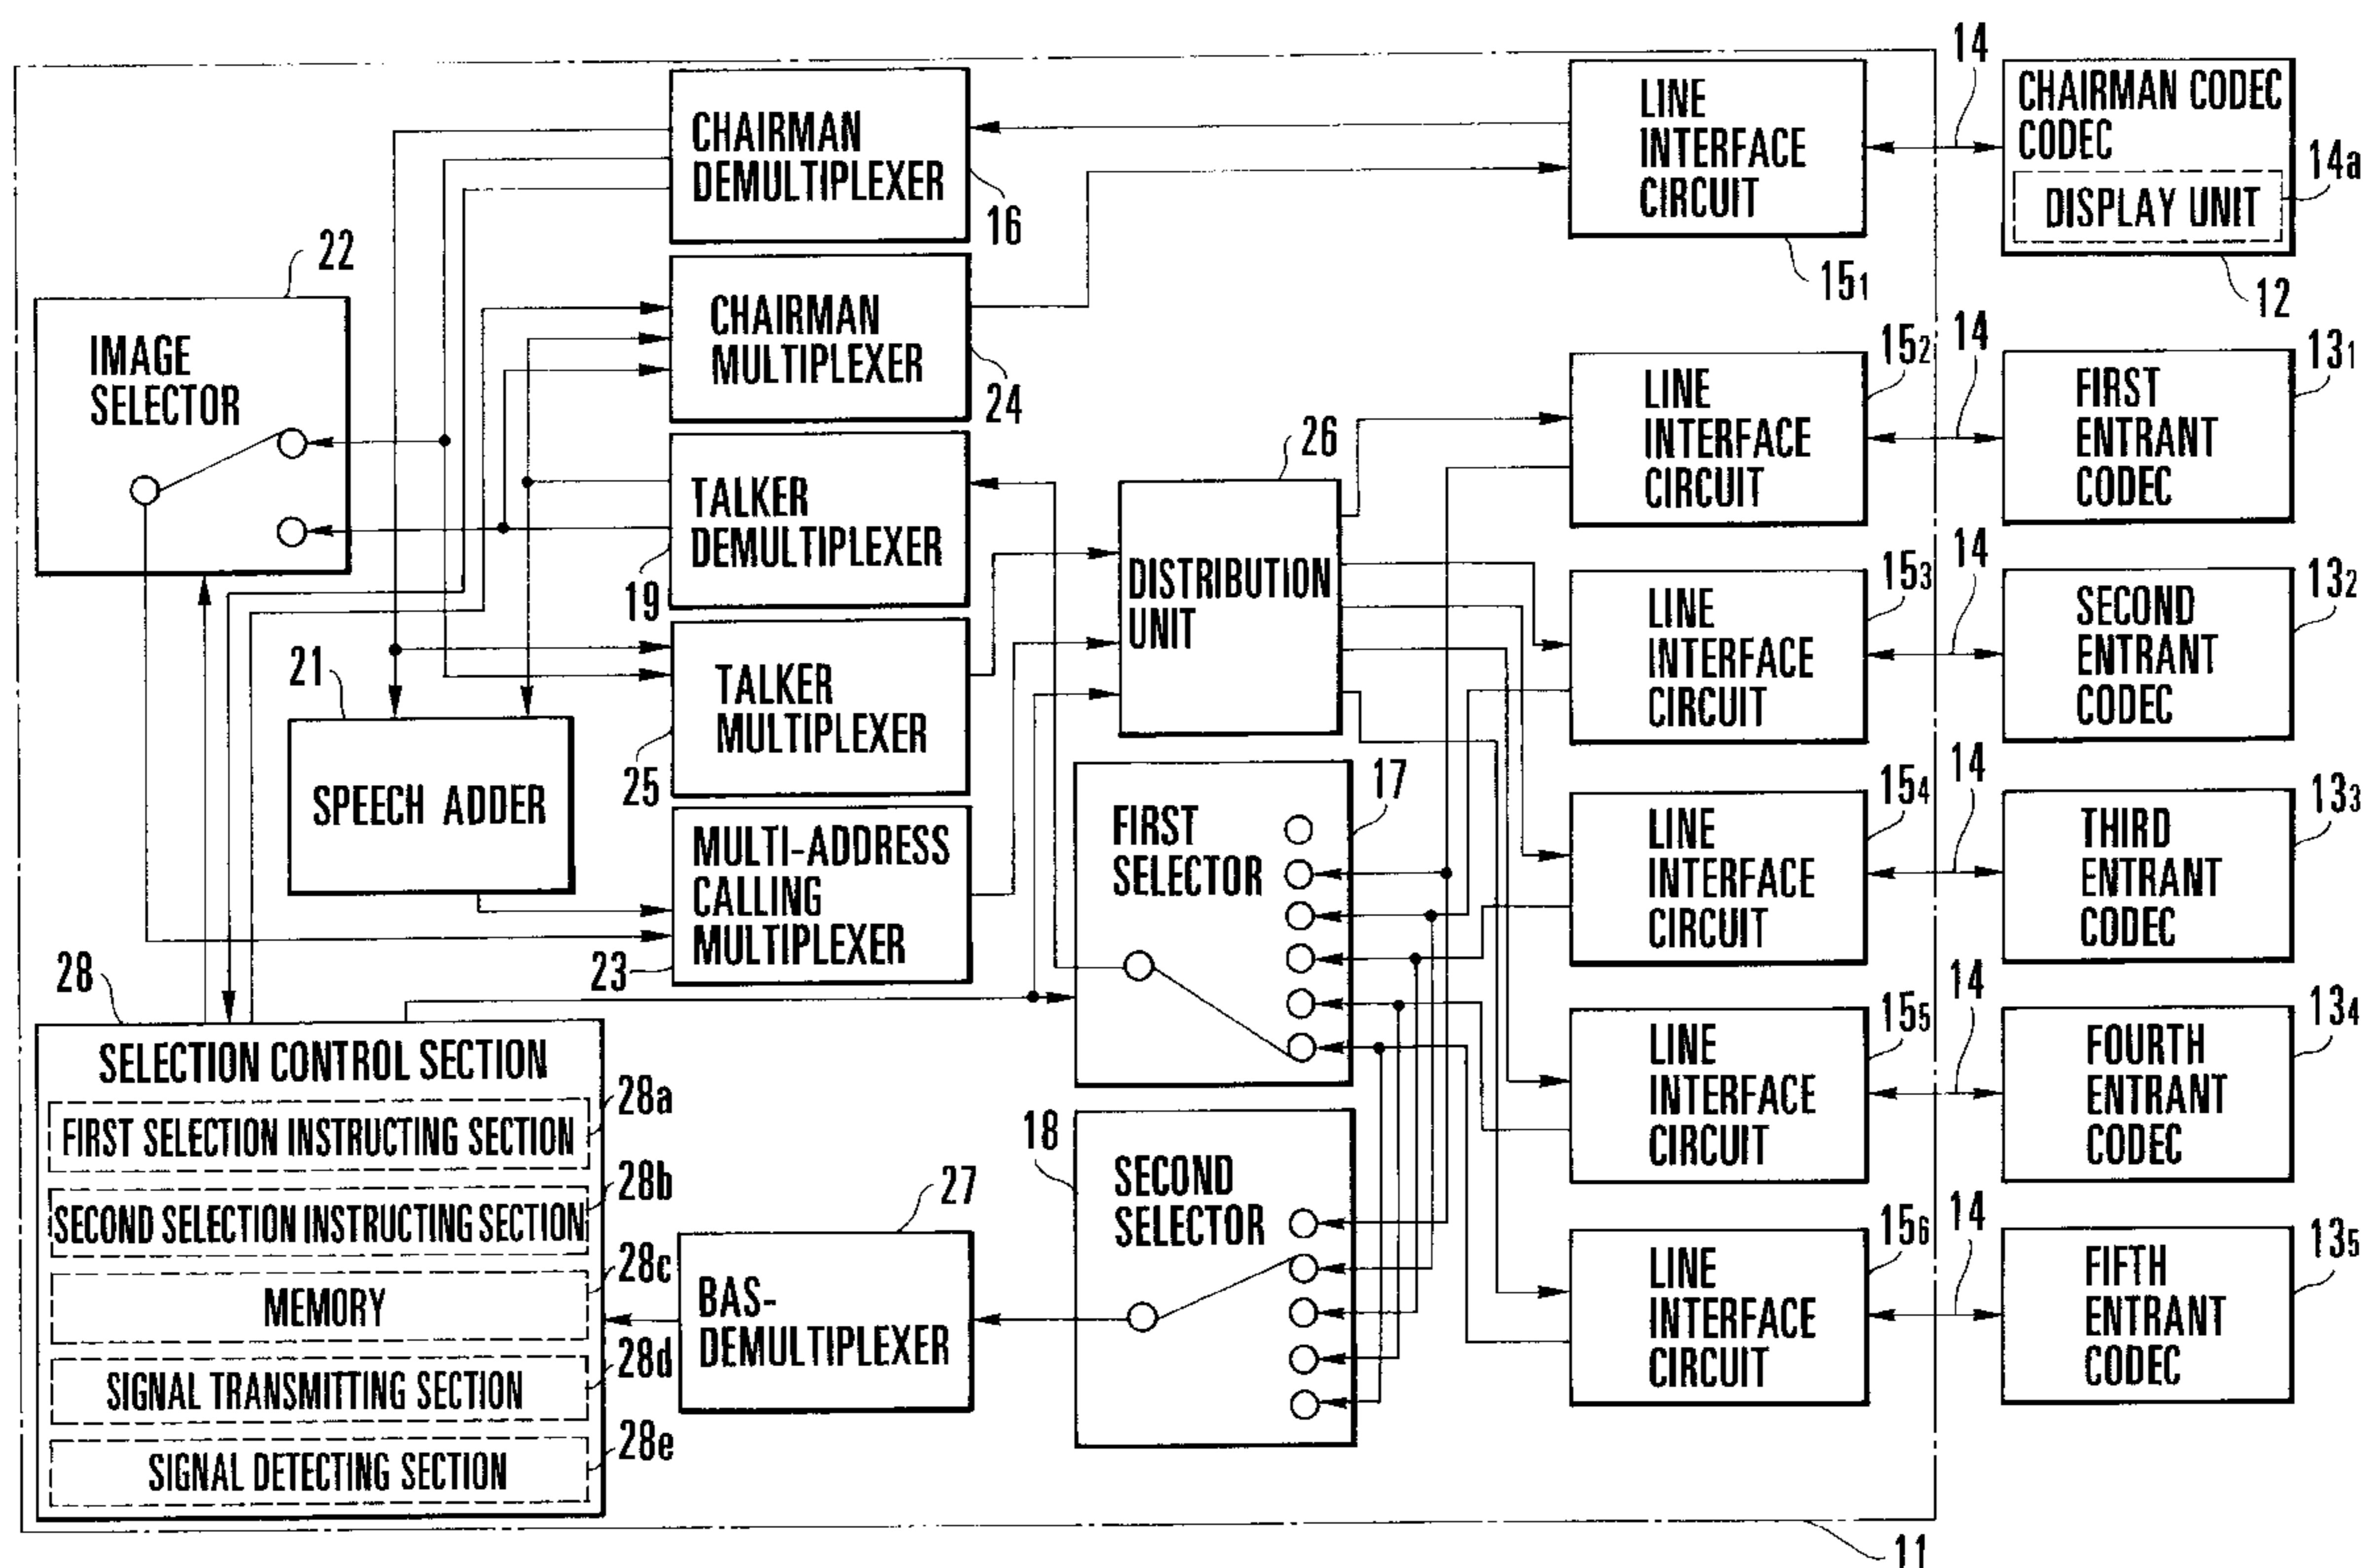 14
CHAIRMAN CODEC
CODEC
14a
DISPLAY UNIT
12
LINE
INTERFACE
CIRCUIT
151
CHAIRMAN
DEMULTIPLEXER
16
22
IMAGE
SELECTOR
CHAIRMAN
MULTIPLEXER
24
LINE
INTERFACE
CIRCUIT
152
14
FIRST
ENTRANT
CODEC
131
TALKER
DEMULTIPLEXER
19
26
DISTRIBUTION
UNIT
LINE
INTERFACE
CIRCUIT
153
14
SECOND
ENTRANT
CODEC
132
21
SPEECH ADDER
TALKER
MULTIPLEXER
25
FIRST
SELECTOR
17
LINE
INTERFACE
CIRCUIT
154
14
THIRD
ENTRANT
CODEC
133
MULTI-ADDRESS
CALLING
MULTIPLEXER
23
28
SELECTION CONTROL SECTION
28a
FIRST SELECTION INSTRUCTING SECTION
28b
SECOND SELECTION INSTRUCTING SECTION
28c
MEMORY
28d
SIGNAL TRANSMITTING SECTION
28e
SIGNAL DETECTING SECTION
27
BAS-
DEMULTIPLEXER
18
SECOND
SELECTOR
LINE
INTERFACE
CIRCUIT
155
14
FOURTH
ENTRANT
CODEC
134
LINE
INTERFACE
CIRCUIT
156
14
FIFTH
ENTRANT
CODEC
135
11